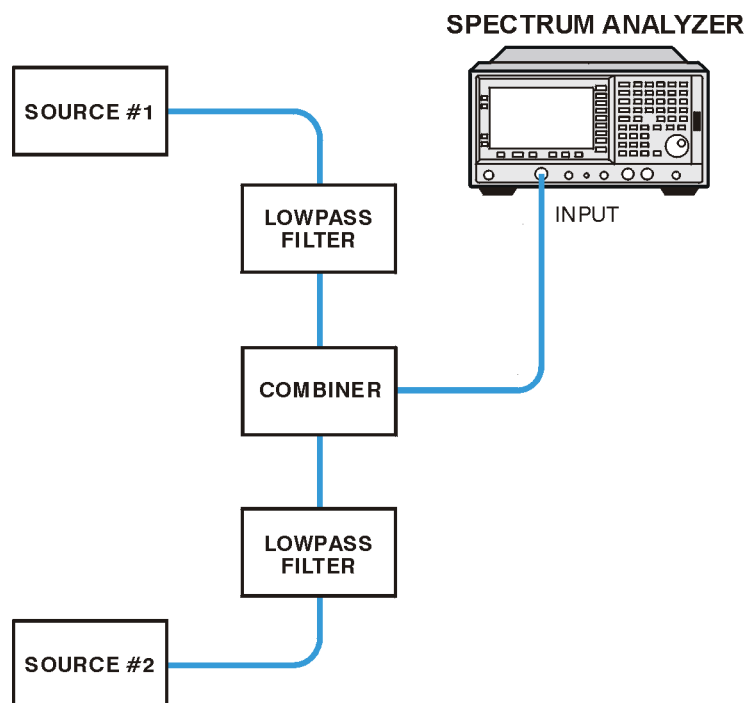 SPECTRUM ANALYZER
SOURCE #1
LOWPASS
FILTER
INPUT
COMBINER
LOWPASS
FILTER
SOURCE #2